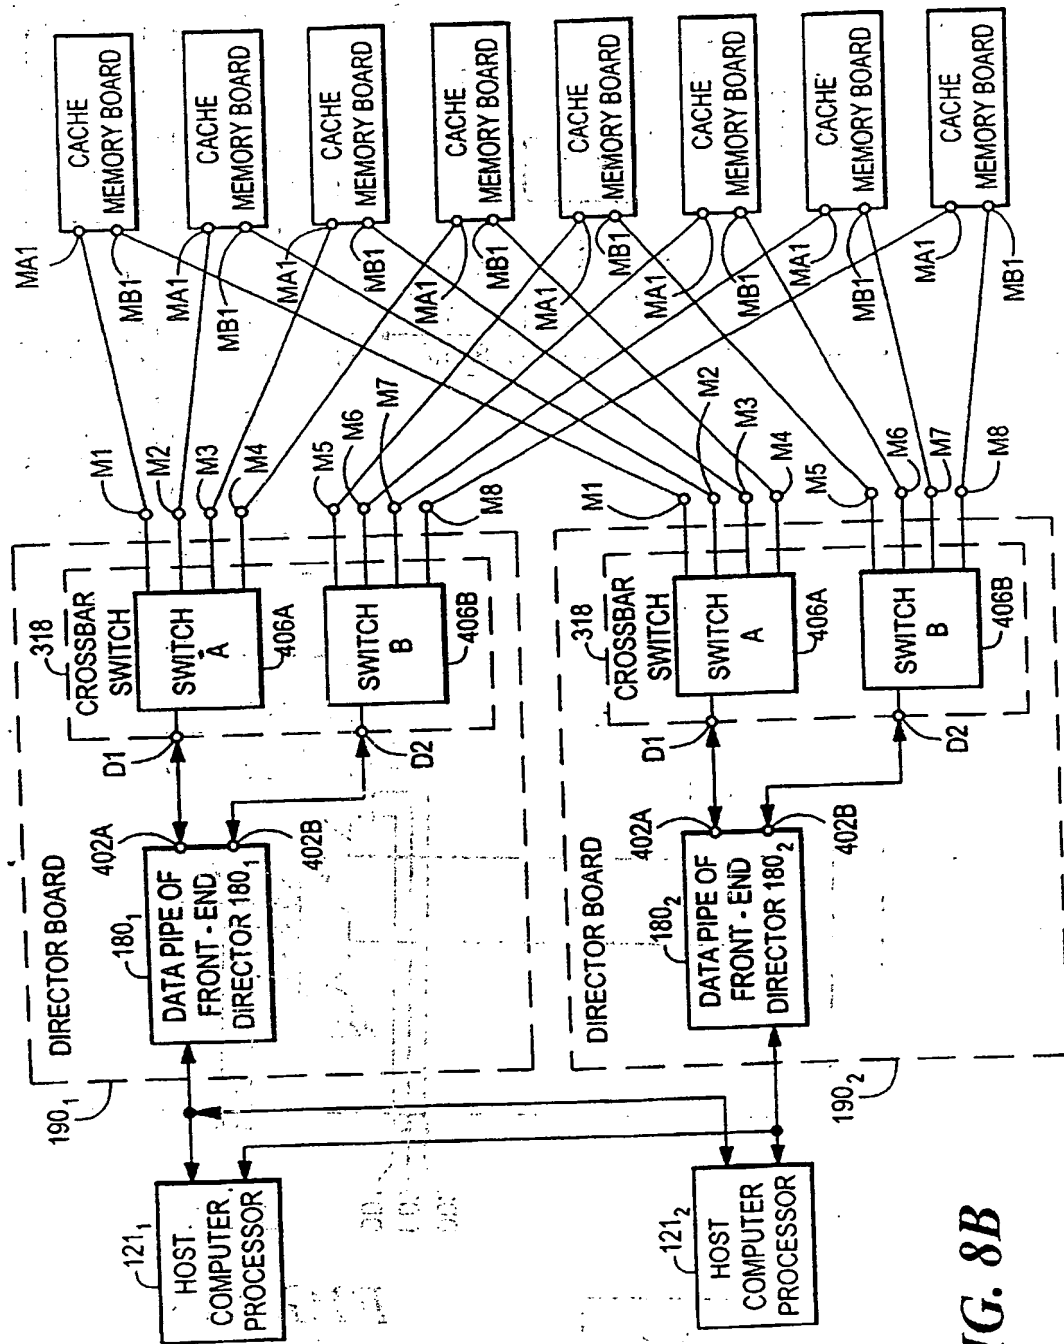 CACHE
MEMORY BOARD
CACHE
MEMORY BOARD
CACHE
MEMORY BOARD
CACHE
MEMORY BOARD
CACHE
MEMORY BOARD
CACHE
MEMORY BOARD
CACHE
MEMORY BOARD
CACHE
MEMORY BOARD
MA1
MB1
MA1
MB1
MA1
MB1
MA1
MB1
MA1
MB1
MA1
MB1
MA1
MB1
MA1
MB1
M1
M2
M3
M4
M5
M6
M7
M8
M1
M2
M3
M4
M5
M6
M7
M8
318
CROSSBAR
SWITCH
SWITCH
A
406A
SWITCH
B
406B
D1
D2
318
CROSSBAR
SWITCH
SWITCH
A
406A
SWITCH
B
406B
D1
D2
DIRECTOR BOARD
402A
402B
180₁
DATA PIPE OF
FRONT - END
DIRECTOR 180₁
190₁
DIRECTOR BOARD
402A
402B
180₂
DATA PIPE OF
FRONT - END
DIRECTOR 180₂
190₂
121₁
HOST
COMPUTER
PROCESSOR
121₂
HOST
COMPUTER
PROCESSOR
IG. 8B